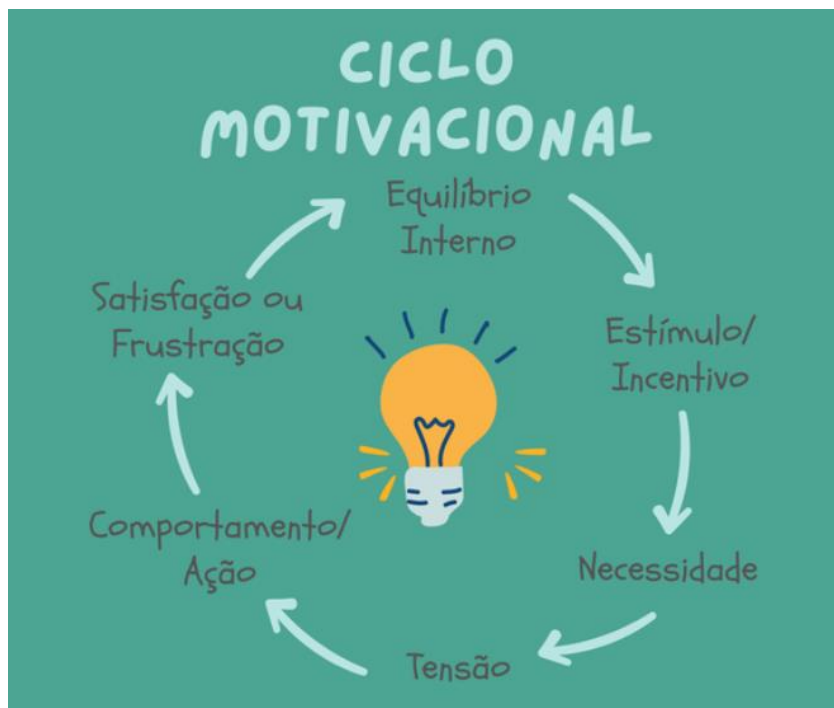 CICLO
MOTIVACIONAL
Equilíbrio
Interno
Estímulo/
Incentivo
Necessidade
Tensão
Comportamento/
Ação
Satisfação ou
Frustração